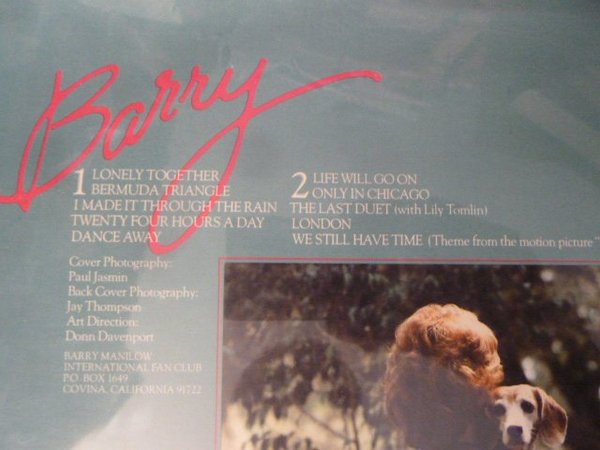 Barry
1 LONELY TOGETHER
BERMUDA TRIANGLE
I MADE IT THROUGH THE RAIN
TWENTY FOUR HOURS A DAY
DANCE AWAY
2 LIFE WILL GO ON
ONLY IN CHICAGO
THE LAST DUET (with Lily Tomlin)
LONDON
WE STILL HAVE TIME (Theme from the motion picture "
Cover Photography:
Paul Jasmin
Back Cover Photography:
Jay Thompson
Art Direction:
Donn Davenport
BARRY MANILOW
INTERNATIONAL FAN CLUB
P.O. BOX 1649
COVINA, CALIFORNIA 91722